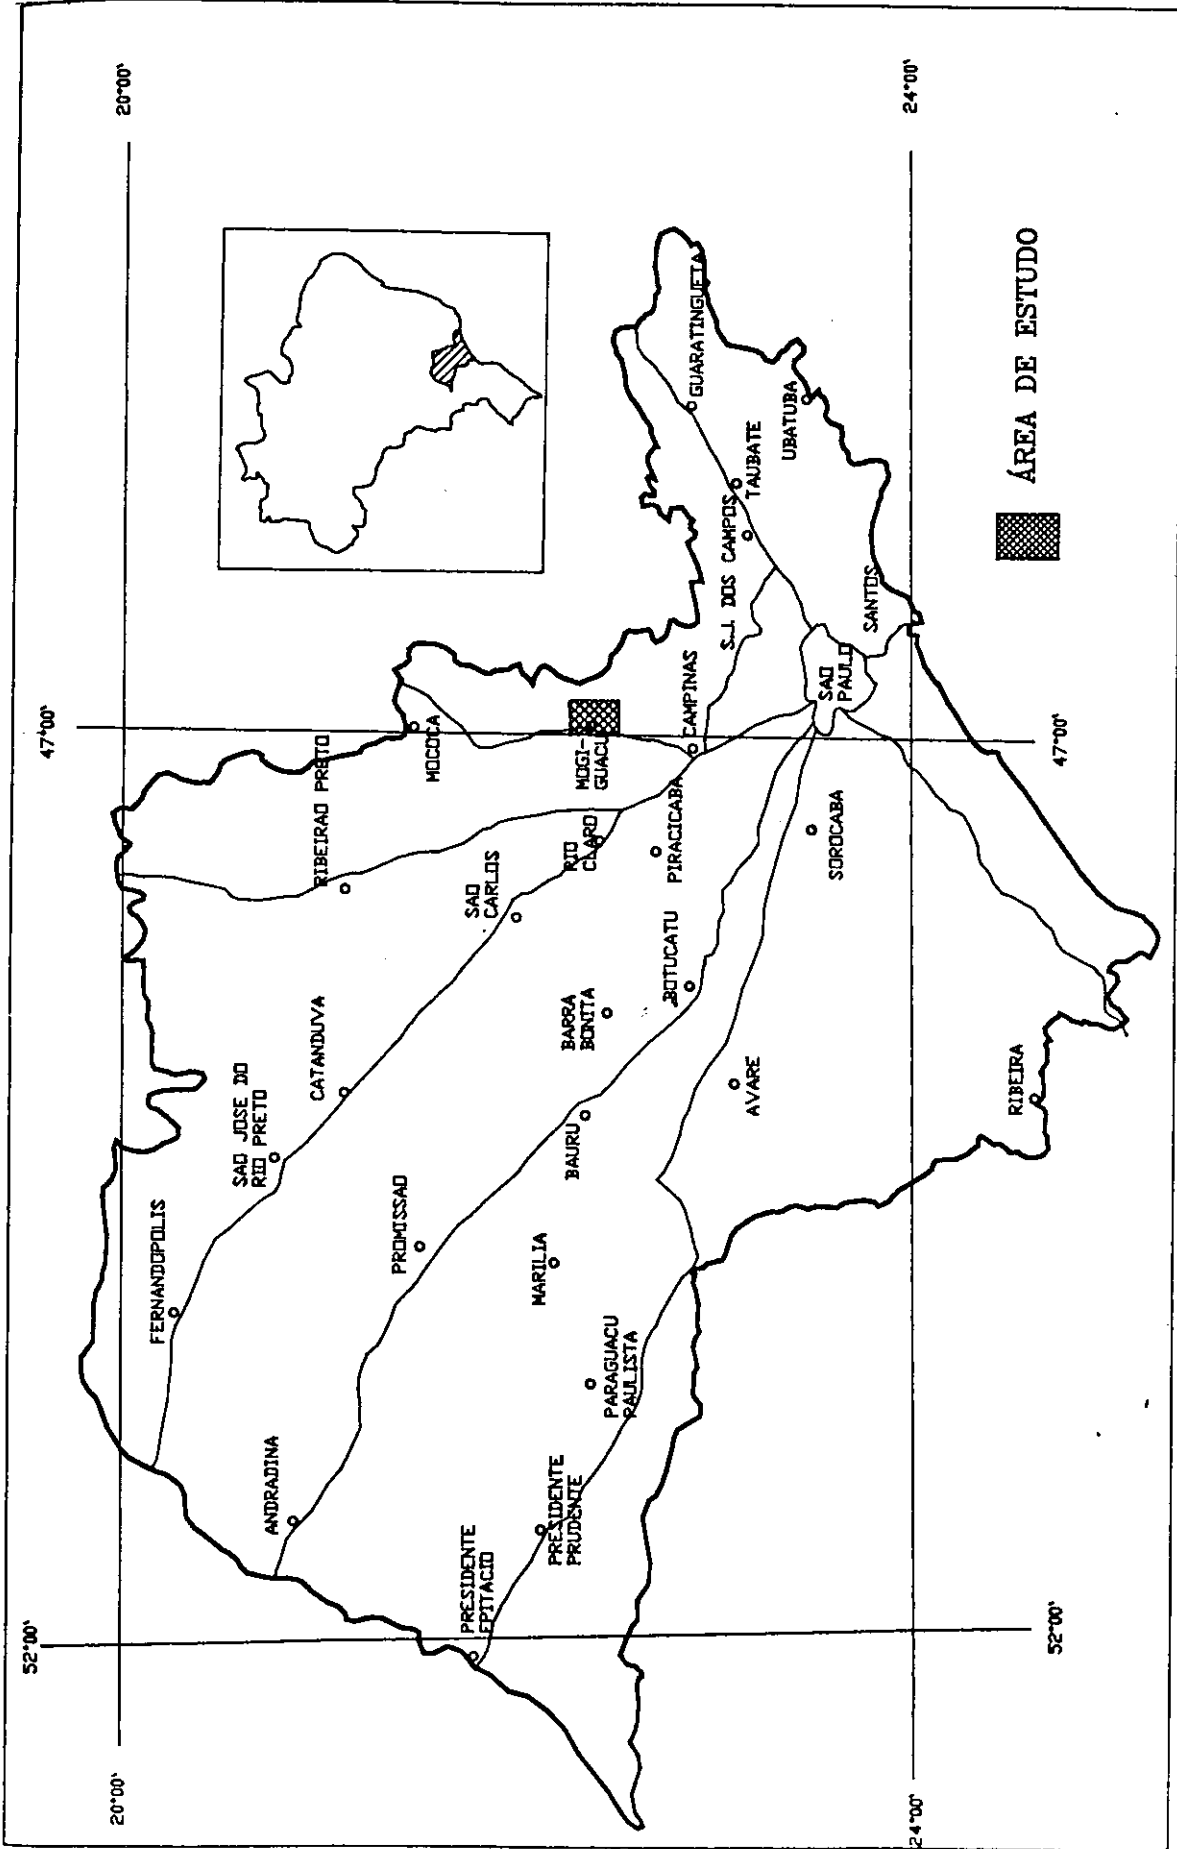 20°00'
20°00'
52°00'
47°00'
FERNANDOPOLIS
SAO JOSE DO
RIO PRETO
CATANDUVA
ANDRADINA
RIBEIRAO PRETO
MOCOCA
PROMISSAO
SAO
CARLOS
PRESIDENTE
EPITACIO
PRESIDENTE
PRUDENTE
MARILIA
BAURU
BARRA
BONITA
RIO
CLARO
MOGI-
GUACU
PARAGUACU
PAULISTA
BOTUCATU
PIRACICABA
CAMPINAS
S.J. DOS CAMPOS
TAUBATE
GUARATINGUETA
UBATUBA
AVARE
SOROCABA
SAO
PAULO
SANTOS
RIBEIRA
24°00'
24°00'
52°00'
47°00'
ÁREA DE ESTUDO